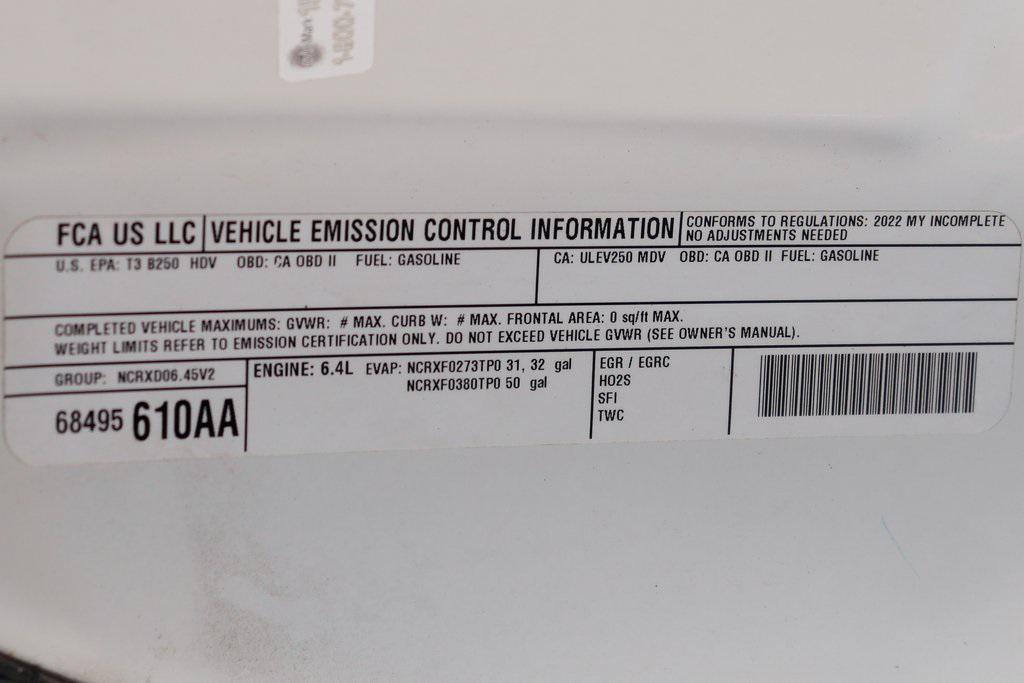 Mark
1-800-7
FCA US LLC VEHICLE EMISSION CONTROL INFORMATION
CONFORMS TO REGULATIONS: 2022 MY INCOMPLETE
NO ADJUSTMENTS NEEDED
U.S. EPA: T3 B250 HDV OBD: CA OBD II FUEL: GASOLINE
CA: ULEV250 MDV OBD: CA OBD II FUEL: GASOLINE
COMPLETED VEHICLE MAXIMUMS: GVWR: # MAX. CURB W: # MAX. FRONTAL AREA: 0 sq/ft MAX.
WEIGHT LIMITS REFER TO EMISSION CERTIFICATION ONLY. DO NOT EXCEED VEHICLE GVWR (SEE OWNER'S MANUAL).
GROUP: NCRXD06.45V2
68495 610AA
ENGINE: 6.4L EVAP: NCRXF0273TP0 31, 32 gal
NCRXF0380TP0 50 gal
EGR / EGRC
HO2S
SFI
TWC